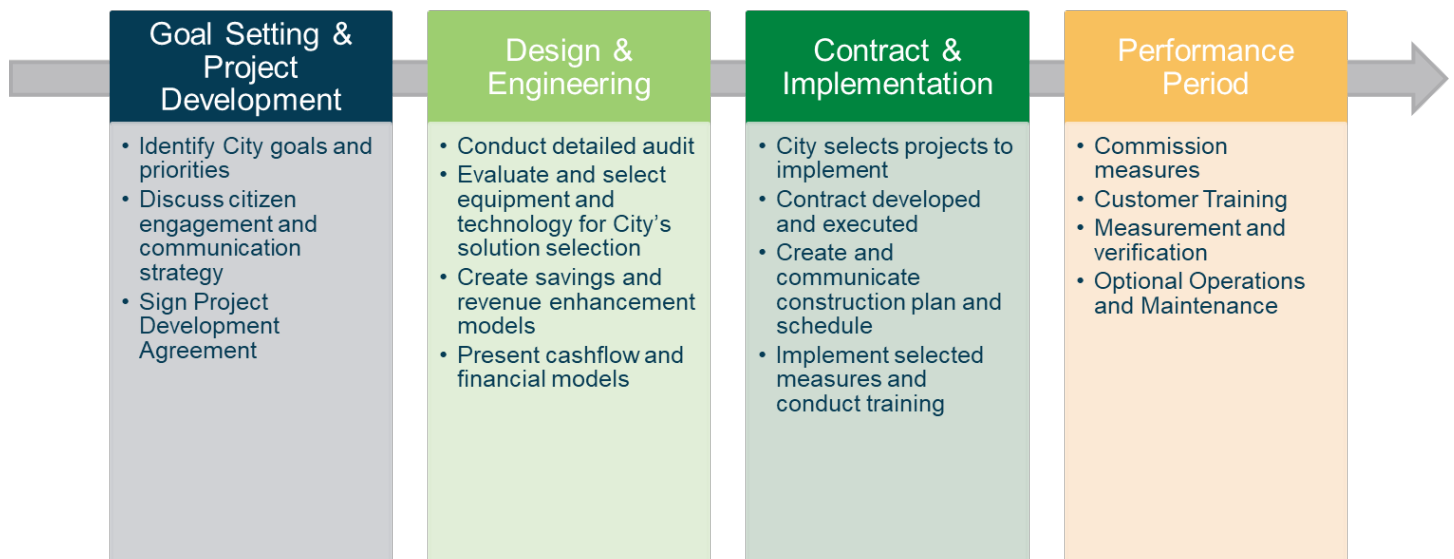 Goal Setting &
Project
Development
• Identify City goals and
priorities
• Discuss citizen
engagement and
communication
strategy
• Sign Project
Development
Agreement
Design &
Engineering
• Conduct detailed audit
• Evaluate and select
equipment and
technology for City’s
solution selection
• Create savings and
revenue enhancement
models
• Present cashflow and
financial models
Contract &
Implementation
• City selects projects to
implement
• Contract developed
and executed
• Create and
communicate
construction plan and
schedule
• Implement selected
measures and
conduct training
Performance
Period
• Commission
measures
• Customer Training
• Measurement and
verification
• Optional Operations
and Maintenance